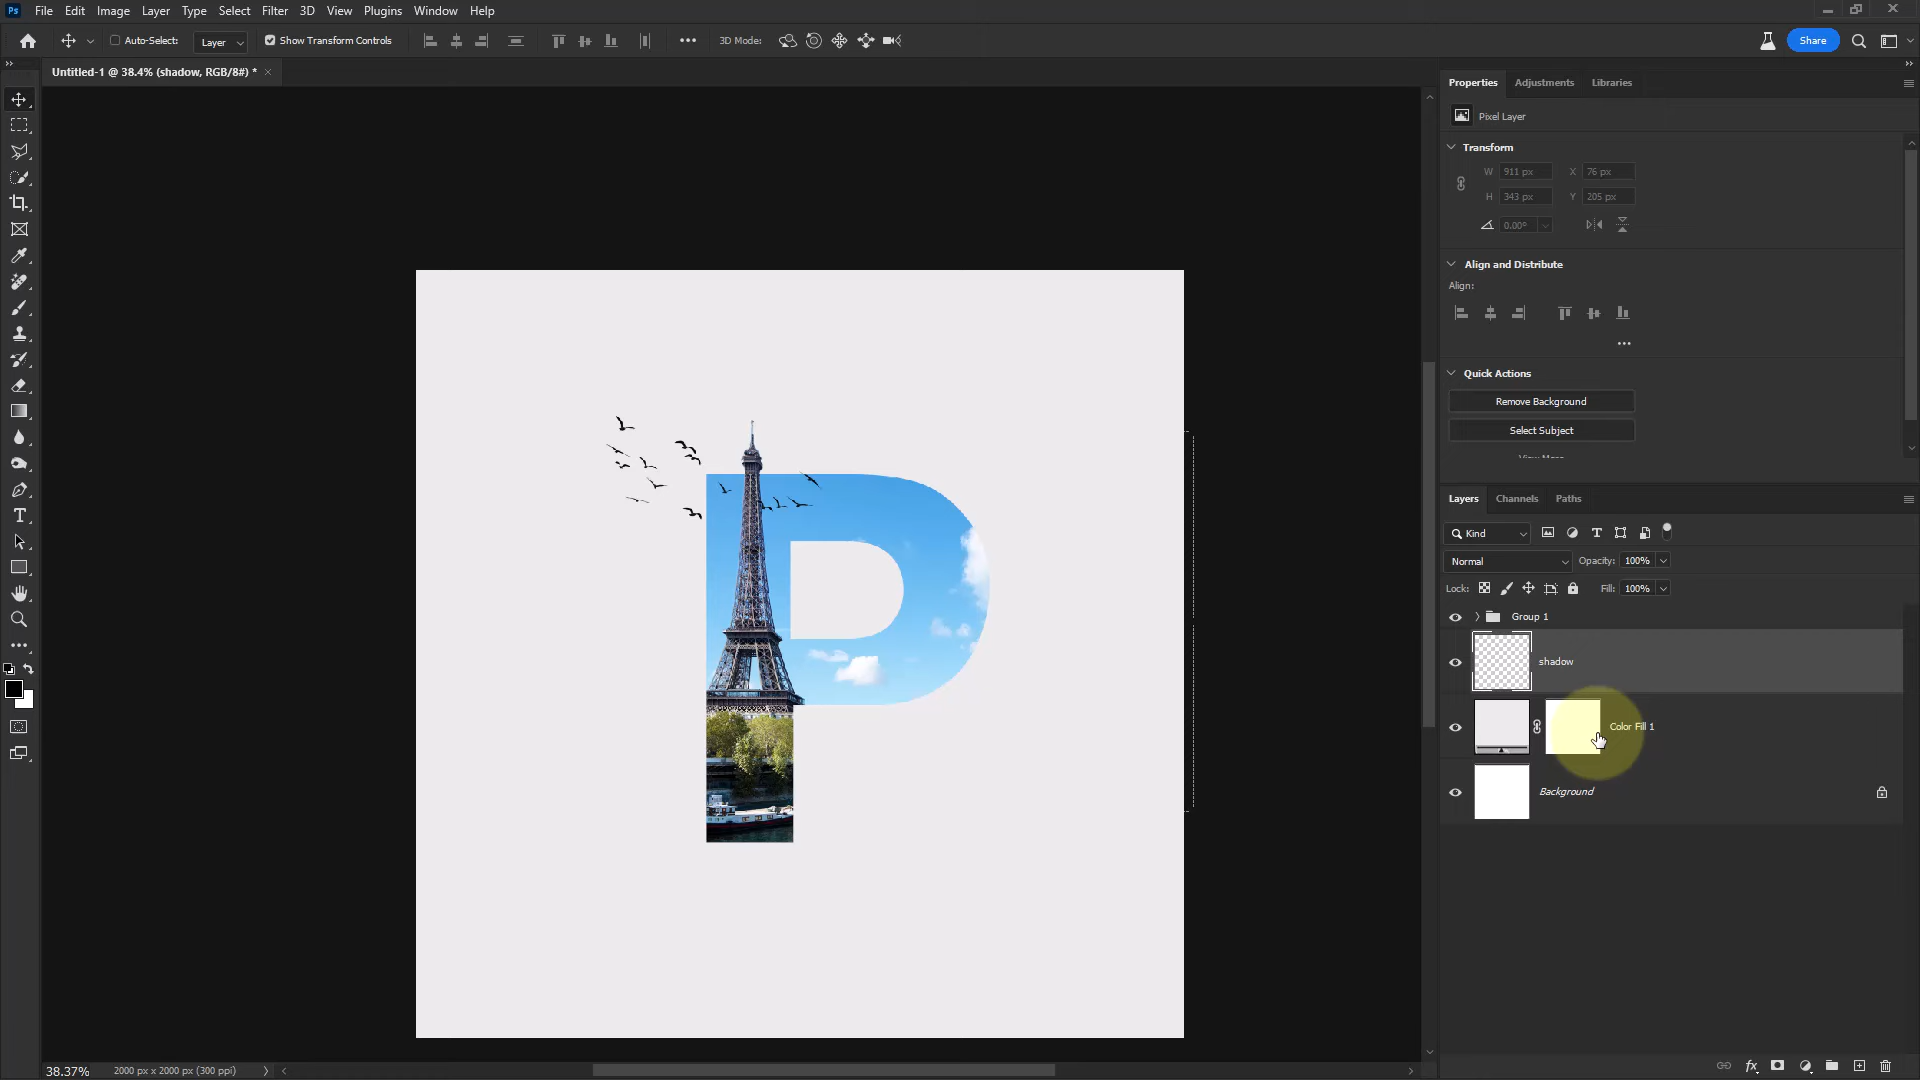 Ps File Edit Image Layer Type Select Filter 3D View Plugins Window Help
Auto-Select: Layer Show Transform Controls 3D Mode: Share
Untitled-1 @ 38.4% (shadow, RGB/8#) * ×
Properties Adjustments Libraries
Pixel Layer
Transform
W 911 px X 76 px
H 343 px Y 205 px
0.00°
Align and Distribute
Align:
Quick Actions
Remove Background
Select Subject
View More
Layers Channels Paths
Kind
Normal Opacity: 100%
Lock: Fill: 100%
Group 1
shadow
Color Fill 1
Background
38.37% 2000 px x 2000 px (300 ppi)